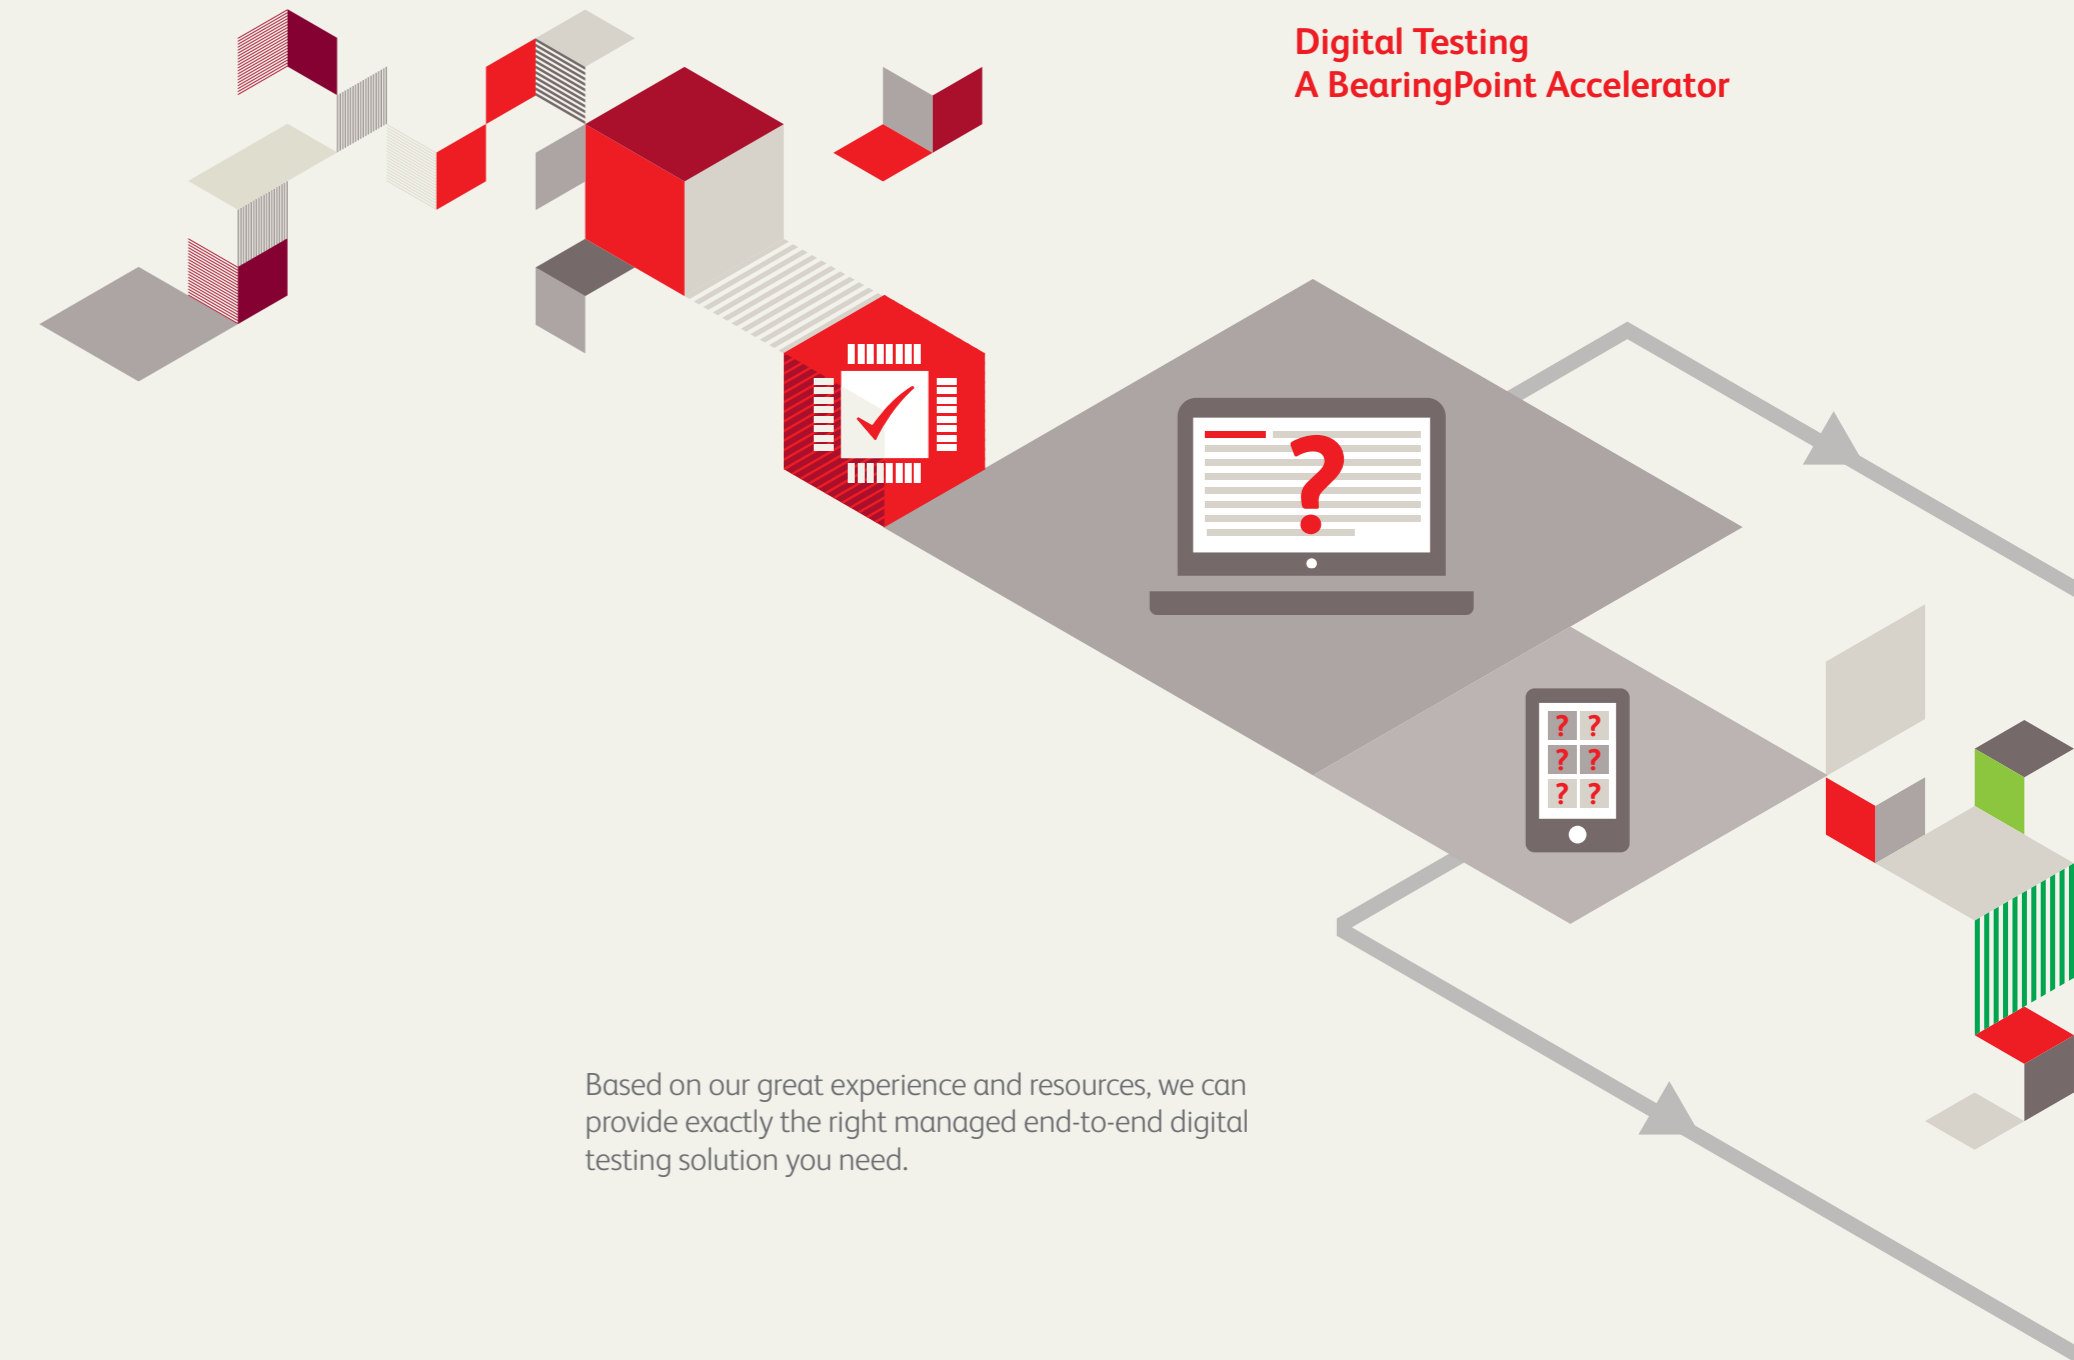 Digital Testing
A BearingPoint Accelerator
?
? ?
? ?
? ?
Based on our great experience and resources, we can
provide exactly the right managed end-to-end digital
testing solution you need.